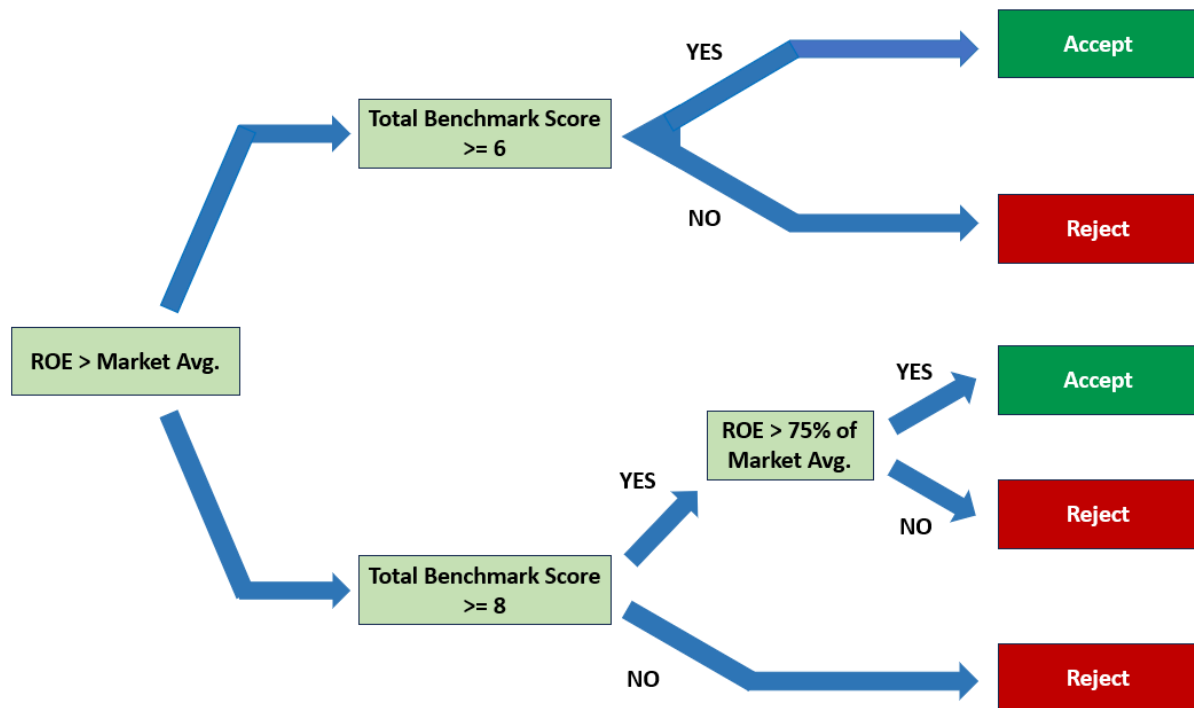 YES
Accept
Total Benchmark Score
>= 6
NO
Reject
ROE > Market Avg.
YES
Accept
ROE > 75% of
Market Avg.
YES
NO
Reject
Total Benchmark Score
>= 8
NO
Reject